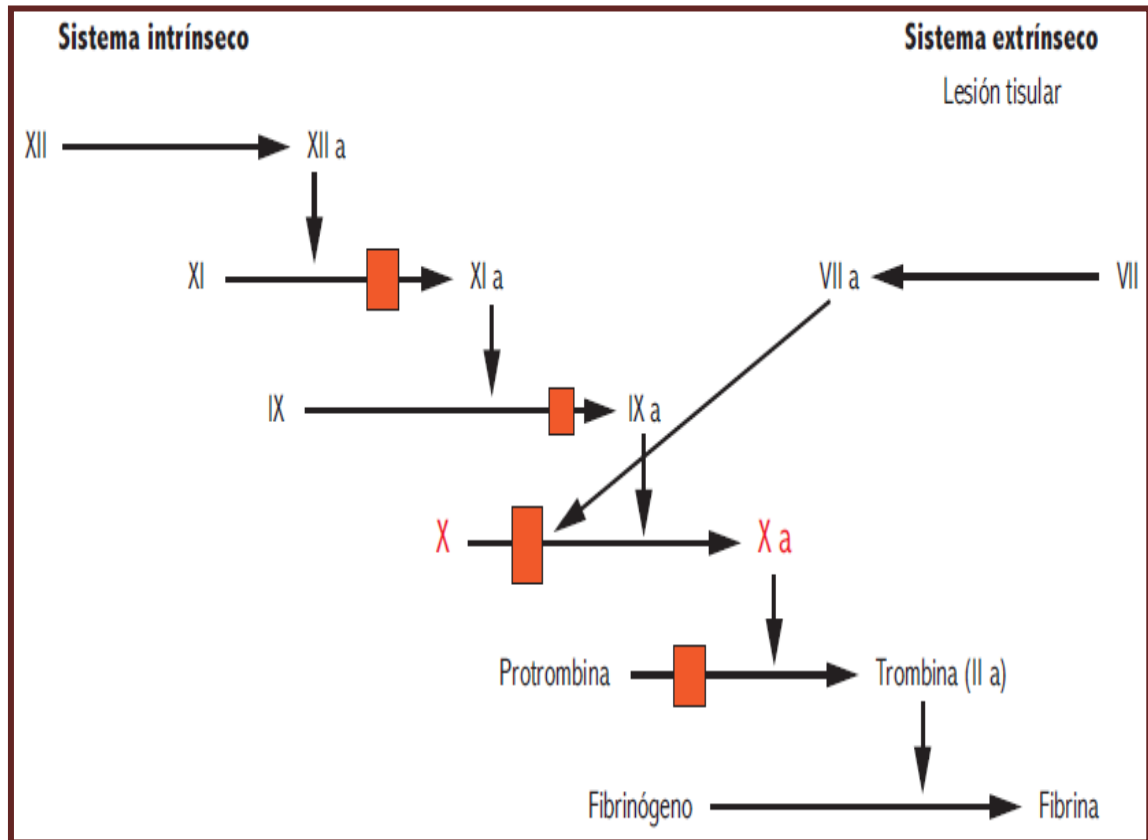 Sistema intrínseco
Sistema extrínseco
Lesión tisular
XII
XII a
XI
XI a
VII a
VII
IX
IX a
X
X a
Protrombina
Trombina (II a)
Fibrinógeno
Fibrina